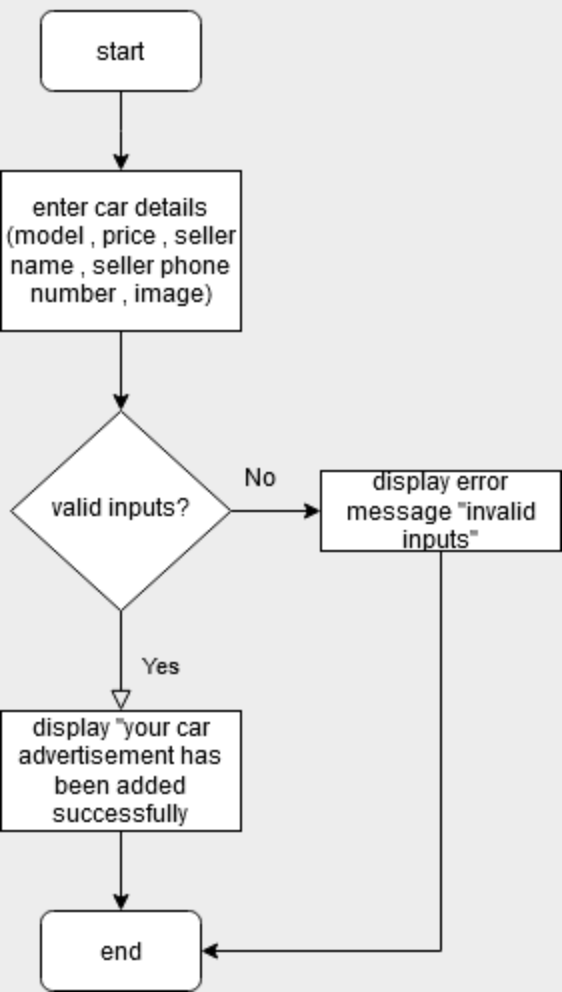 start
enter car details
(model , price , seller
name , seller phone
number , image)
valid inputs?
No
display error
message "invalid
inputs"
Yes
display "your car
advertisement has
been added
successfully
end